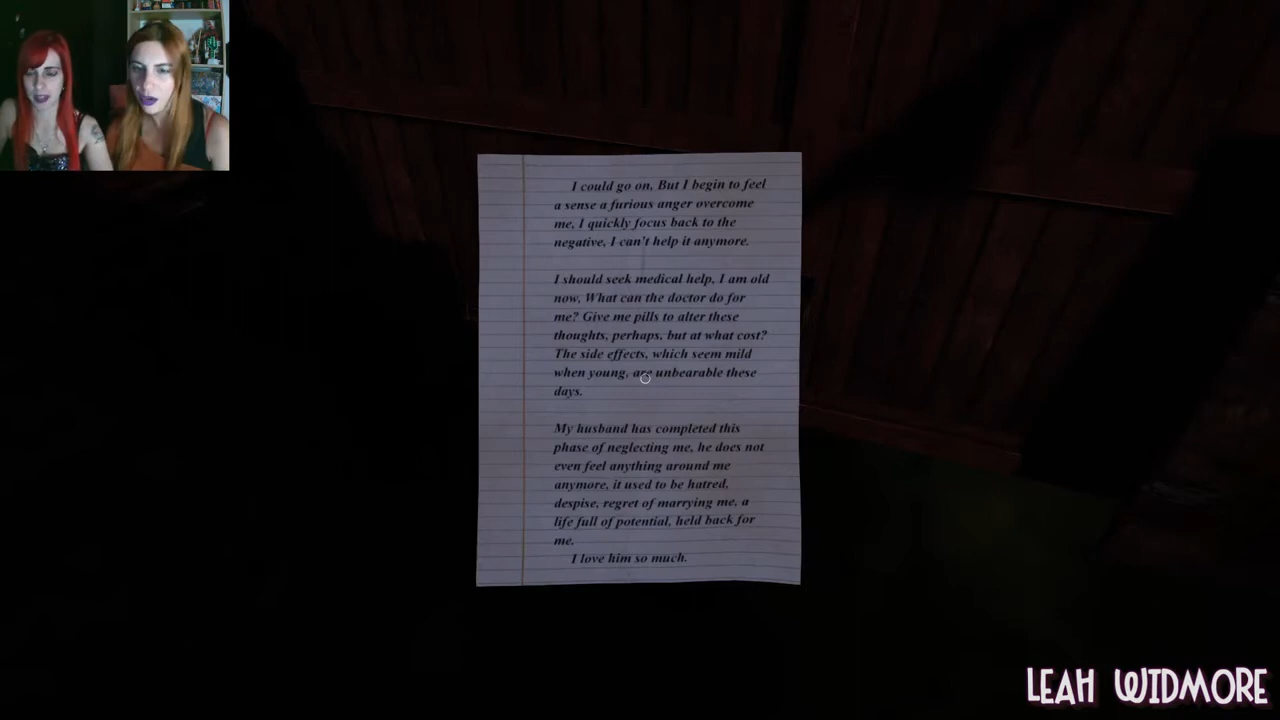 I could go on, But I begin to feel
a sense a furious anger overcome
me, I quickly focus back to the
negative, I can't help it anymore.
I should seek medical help, I am old
now, What can the doctor do for
me? Give me pills to alter these
thoughts, perhaps, but at what cost?
The side effects, which seem mild
when young, are unbearable these
days.
My husband has completed this
phase of neglecting me, he does not
even feel anything around me
anymore, it used to be hatred,
despise, regret of marrying me, a
life full of potential, held back for
me.
I love him so much.
LEAH WIDMORE